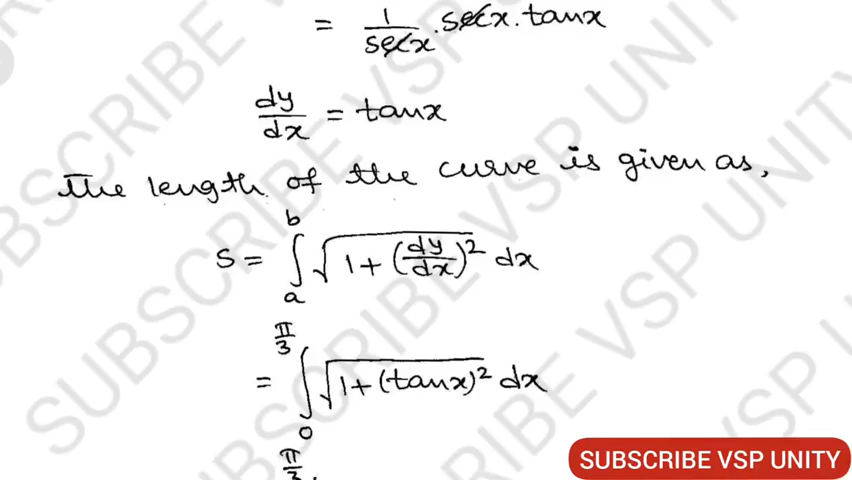 = 1/secx · secx · tanx
dy/dx = tanx
The length of the curve is given as,
S = ∫_a^b √(1 + (dy/dx)²) dx
= ∫_0^(π/3) √(1 + (tanx)²) dx
π/3
SUBSCRIBE VSP UNITY